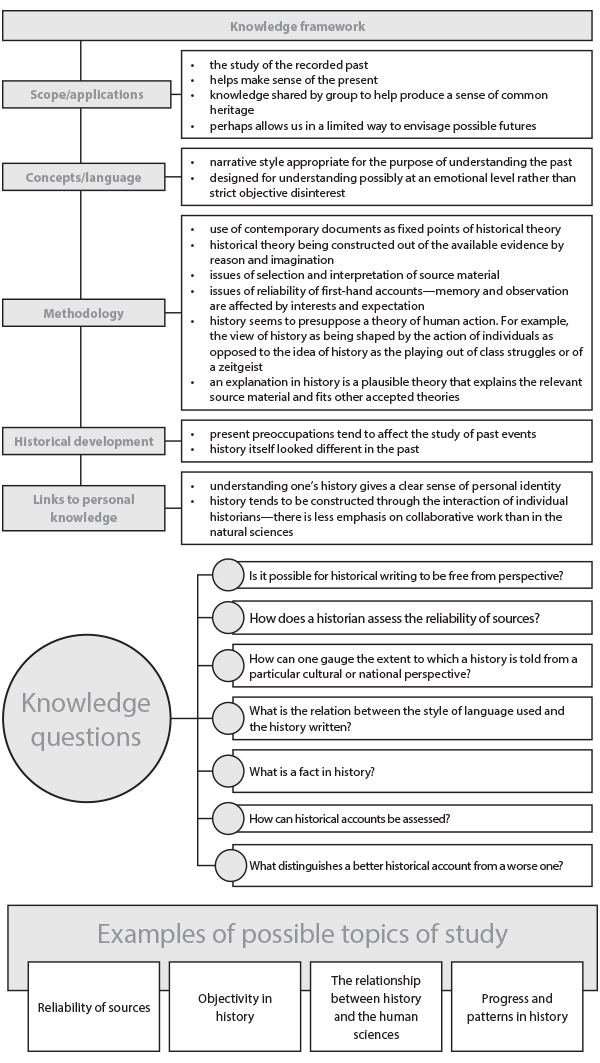 Knowledge framework
Scope/applications
• the study of the recorded past
• helps make sense of the present
• knowledge shared by group to help produce a sense of common
heritage
• perhaps allows us in a limited way to envisage possible futures
Concepts/language
• narrative style appropriate for the purpose of understanding the past
• designed for understanding possibly at an emotional level rather than
strict objective disinterest
Methodology
• use of contemporary documents as fixed points of historical theory
• historical theory being constructed out of the available evidence by
reason and imagination
• issues of selection and interpretation of source material
• issues of reliability of first-hand accounts—memory and observation
are affected by interests and expectation
• history seems to presuppose a theory of human action. For example,
the view of history as being shaped by the action of individuals as
opposed to the idea of history as the playing out of class struggles or of
a zeitgeist
• an explanation in history is a plausible theory that explains the relevant
source material and fits other accepted theories
Historical development
• present preoccupations tend to affect the study of past events
• history itself looked different in the past
Links to personal
knowledge
• understanding one's history gives a clear sense of personal identity
• history tends to be constructed through the interaction of individual
historians—there is less emphasis on collaborative work than in the
natural sciences
Knowledge
questions
Is it possible for historical writing to be free from perspective?
How does a historian assess the reliability of sources?
How can one gauge the extent to which a history is told from a
particular cultural or national perspective?
What is the relation between the style of language used and
the history written?
What is a fact in history?
How can historical accounts be assessed?
What distinguishes a better historical account from a worse one?
Examples of possible topics of study
Reliability of sources
Objectivity in
history
The relationship
between history
and the human
sciences
Progress and
patterns in history